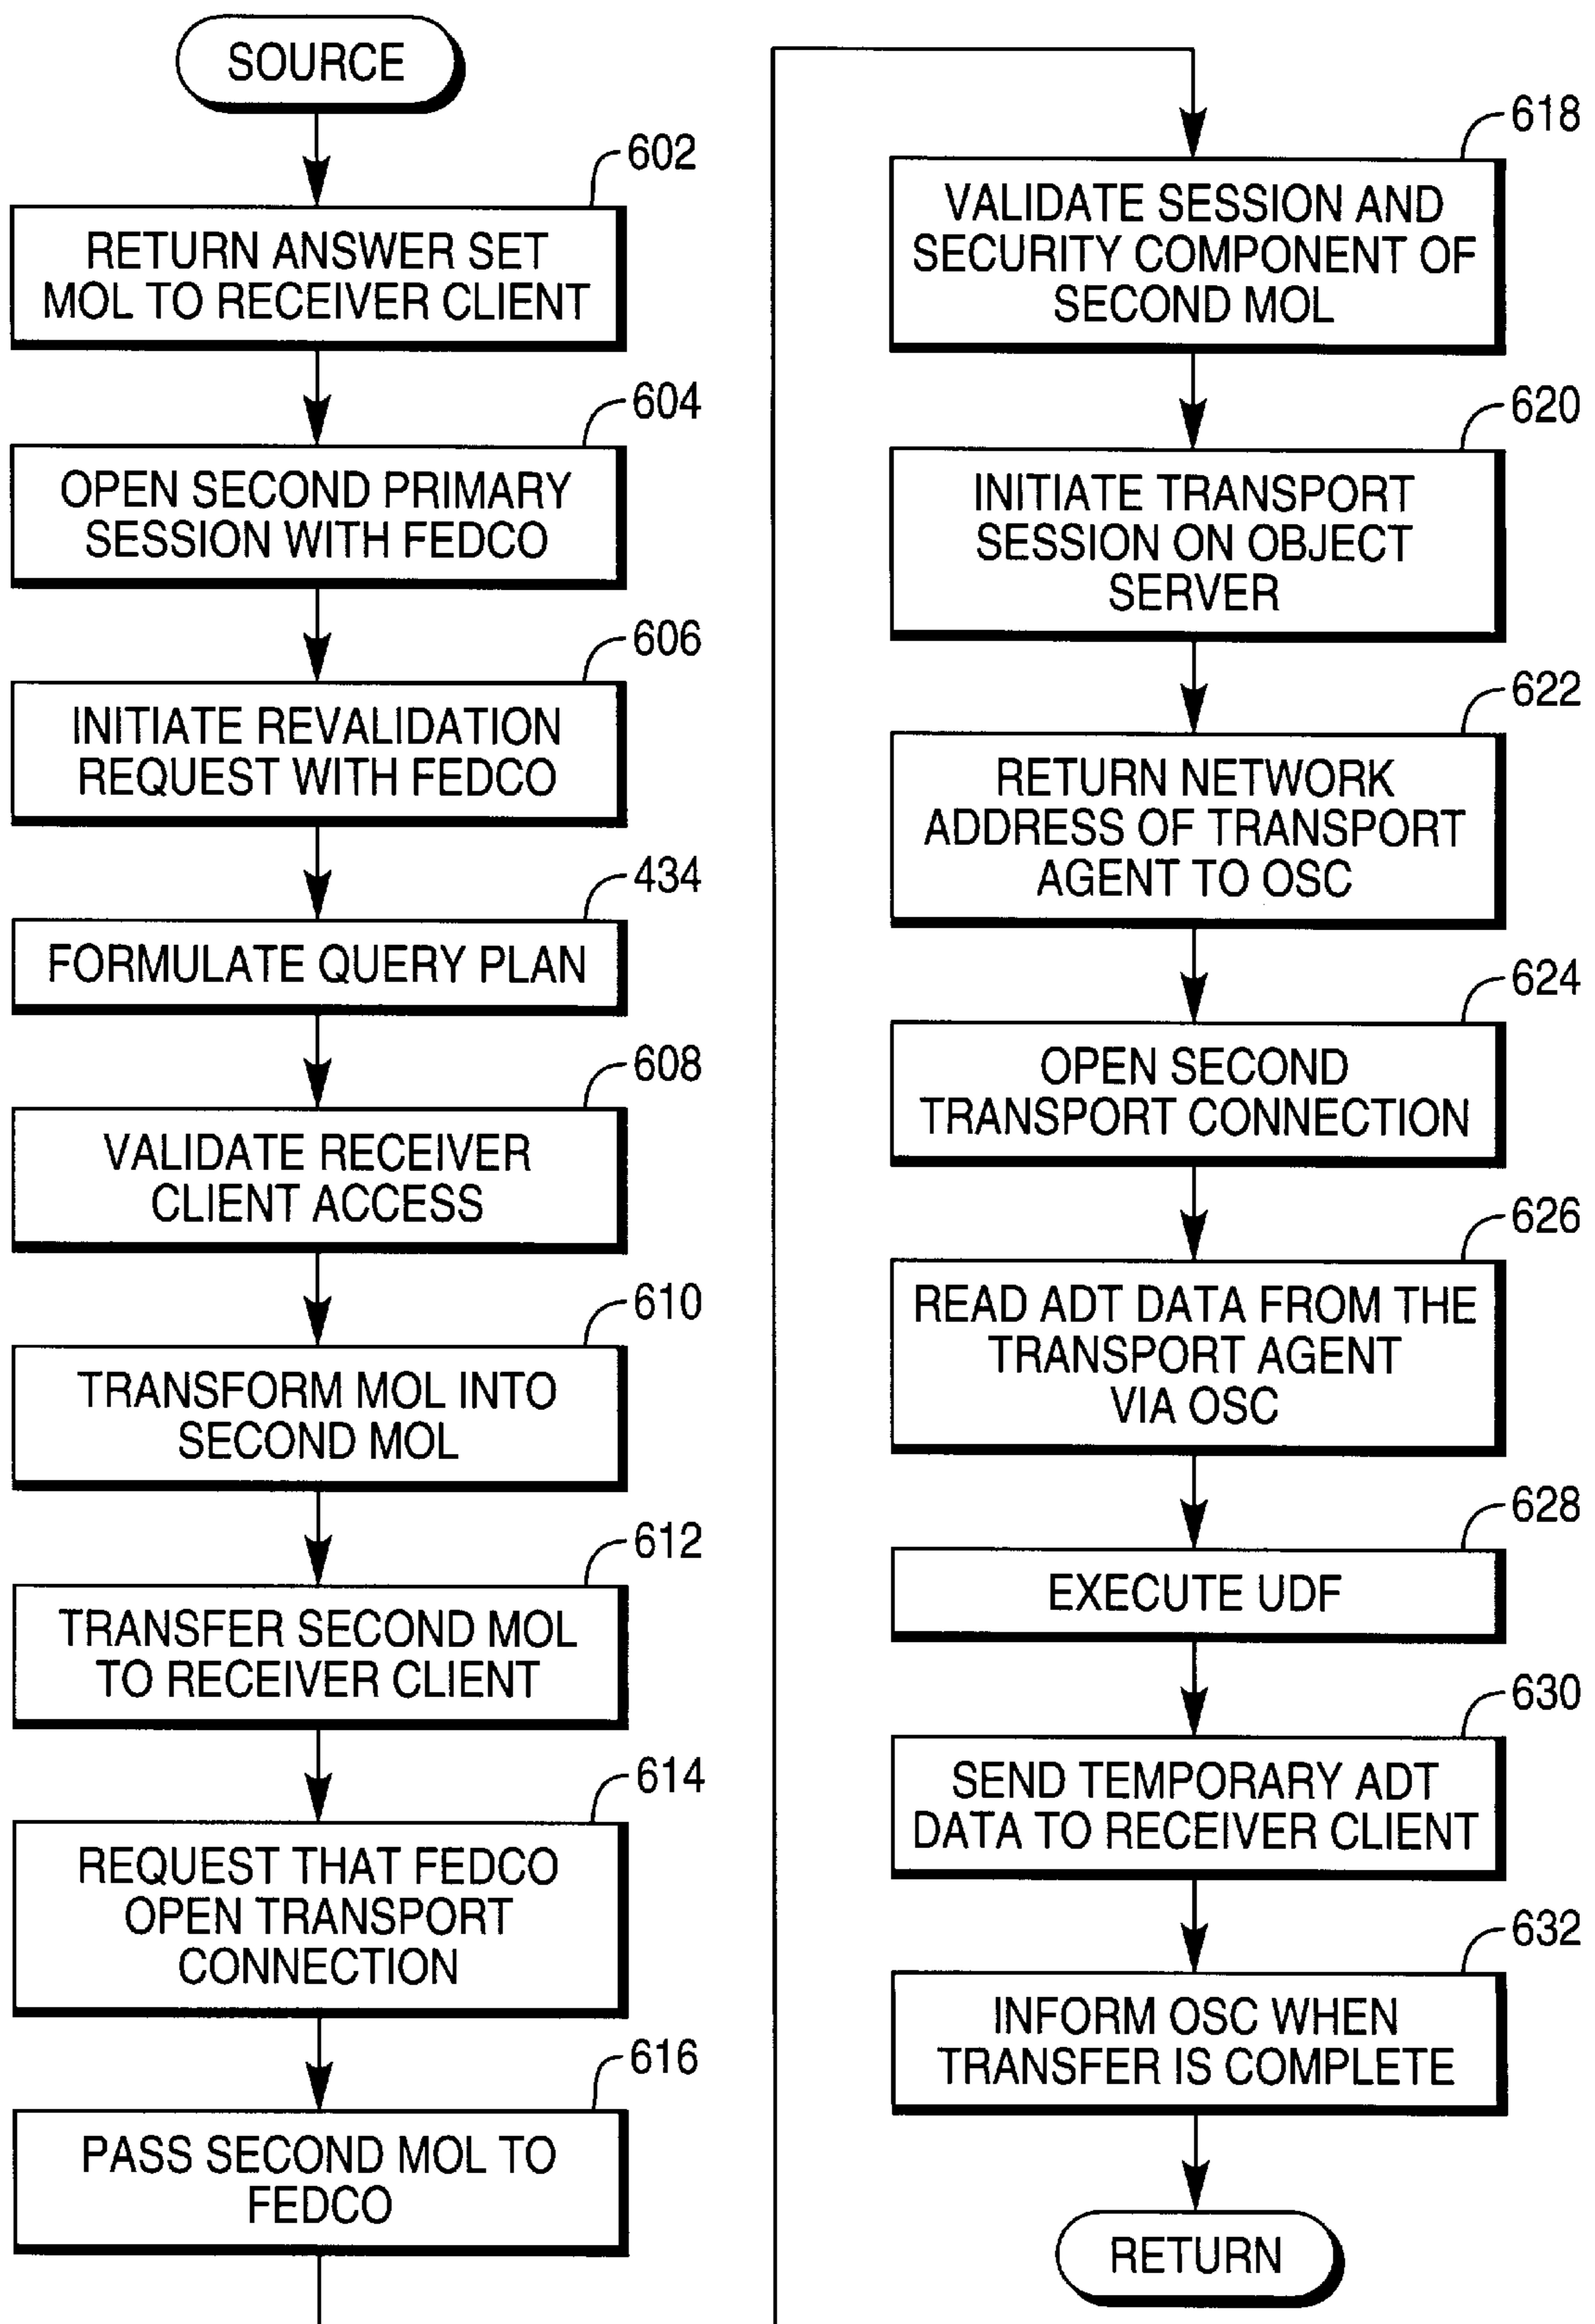 SOURCE
602
RETURN ANSWER SET
MOL TO RECEIVER CLIENT
604
OPEN SECOND PRIMARY
SESSION WITH FEDCO
606
INITIATE REVALIDATION
REQUEST WITH FEDCO
434
FORMULATE QUERY PLAN
608
VALIDATE RECEIVER
CLIENT ACCESS
610
TRANSFORM MOL INTO
SECOND MOL
612
TRANSFER SECOND MOL
TO RECEIVER CLIENT
614
REQUEST THAT FEDCO
OPEN TRANSPORT
CONNECTION
616
PASS SECOND MOL TO
FEDCO
618
VALIDATE SESSION AND
SECURITY COMPONENT OF
SECOND MOL
620
INITIATE TRANSPORT
SESSION ON OBJECT
SERVER
622
RETURN NETWORK
ADDRESS OF TRANSPORT
AGENT TO OSC
624
OPEN SECOND
TRANSPORT CONNECTION
626
READ ADT DATA FROM THE
TRANSPORT AGENT
VIA OSC
628
EXECUTE UDF
630
SEND TEMPORARY ADT
DATA TO RECEIVER CLIENT
632
INFORM OSC WHEN
TRANSFER IS COMPLETE
RETURN